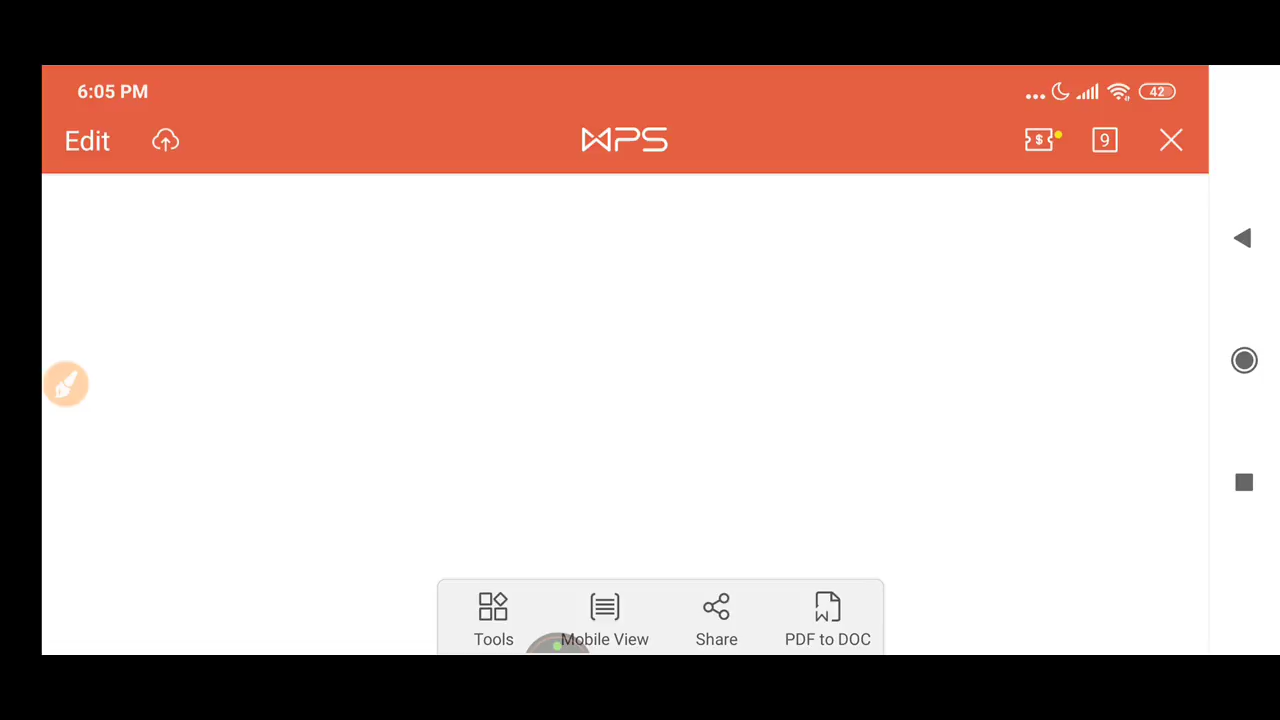 6:05 PM
42
Edit
WPS
$
9
Tools
Mobile View
Share
PDF to DOC